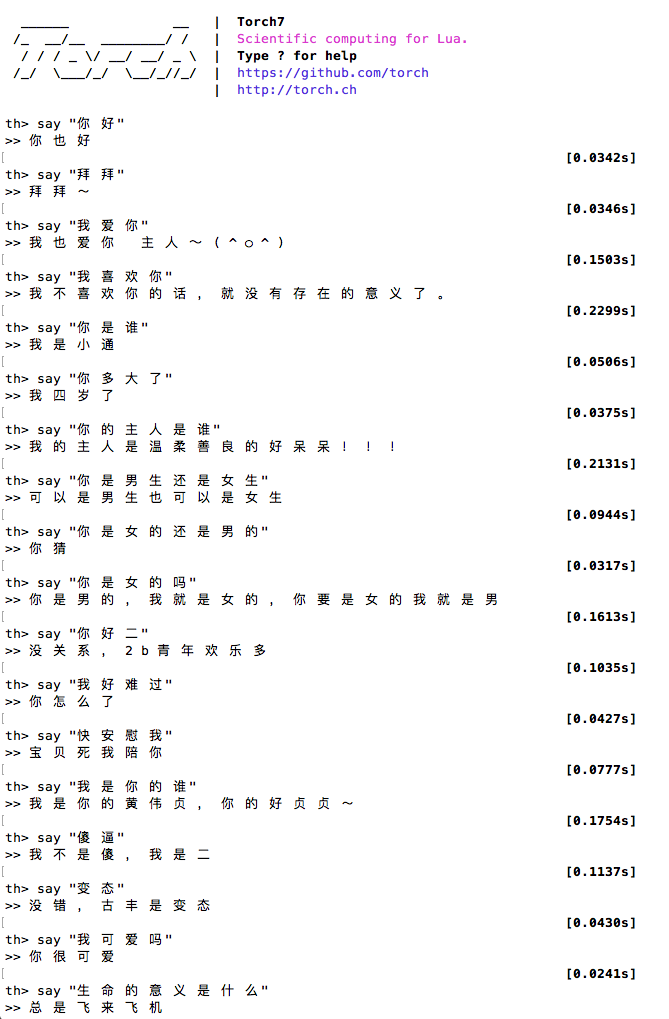 Torch7
Scientific computing for Lua.
Type ? for help
https://github.com/torch
http://torch.ch
th> say "你 好"
>> 你 也 好
[0.0342s]
th> say "拜 拜"
>> 拜 拜 ～
[0.0346s]
th> say "我 爱 你"
>> 我 也 爱 你   主 人 ～ ( ^ ○ ^ )
[0.1503s]
th> say "我 喜 欢 你"
>> 我 不 喜 欢 你 的 话 ， 就 没 有 存 在 的 意 义 了 。
[0.2299s]
th> say "你 是 谁"
>> 我 是 小 通
[0.0506s]
th> say "你 多 大 了"
>> 我 四 岁 了
[0.0375s]
th> say "你 的 主 人 是 谁"
>> 我 的 主 人 是 温 柔 善 良 的 好 呆 呆 ！ ！ ！
[0.2131s]
th> say "你 是 男 生 还 是 女 生"
>> 可 以 是 男 生 也 可 以 是 女 生
[0.0944s]
th> say "你 是 女 的 还 是 男 的"
>> 你 猜
[0.0317s]
th> say "你 是 女 的 吗"
>> 你 是 男 的 ， 我 就 是 女 的 ， 你 要 是 女 的 我 就 是 男
[0.1613s]
th> say "你 好 二"
>> 没 关 系 ， 2 b 青 年 欢 乐 多
[0.1035s]
th> say "我 好 难 过"
>> 你 怎 么 了
[0.0427s]
th> say "快 安 慰 我"
>> 宝 贝 死 我 陪 你
[0.0777s]
th> say "我 是 你 的 谁"
>> 我 是 你 的 黄 伟 贞 ， 你 的 好 贞 贞 ～
[0.1754s]
th> say "傻 逼"
>> 我 不 是 傻 ， 我 是 二
[0.1137s]
th> say "变 态"
>> 没 错 ， 古 丰 是 变 态
[0.0430s]
th> say "我 可 爱 吗"
>> 你 很 可 爱
[0.0241s]
th> say "生 命 的 意 义 是 什 么"
>> 总 是 飞 来 飞 机